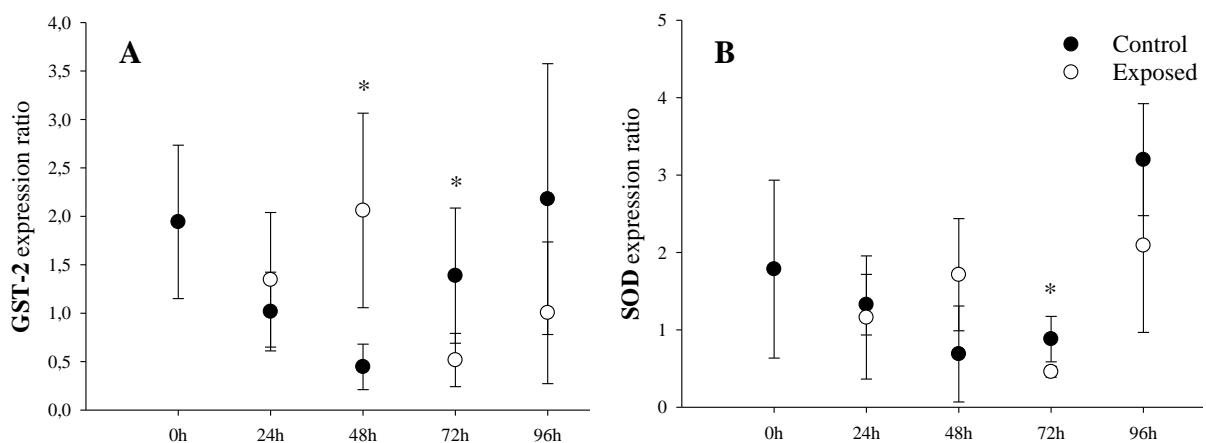 A
GST-2 expression ratio
4,0
3,5
3,0
2,5
2,0
1,5
1,0
0,5
0,0
*
*
0h 24h 48h 72h 96h
B
Control
Exposed
SOD expression ratio
5
4
3
2
1
0
*
0h 24h 48h 72h 96h